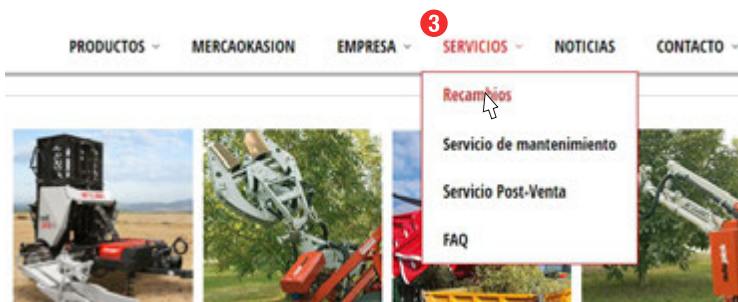 3
PRODUCTOS MERCAOKASION EMPRESA SERVICIOS NOTICIAS CONTACTO
Recambios
Servicio de mantenimiento
Servicio Post-Venta
FAQ